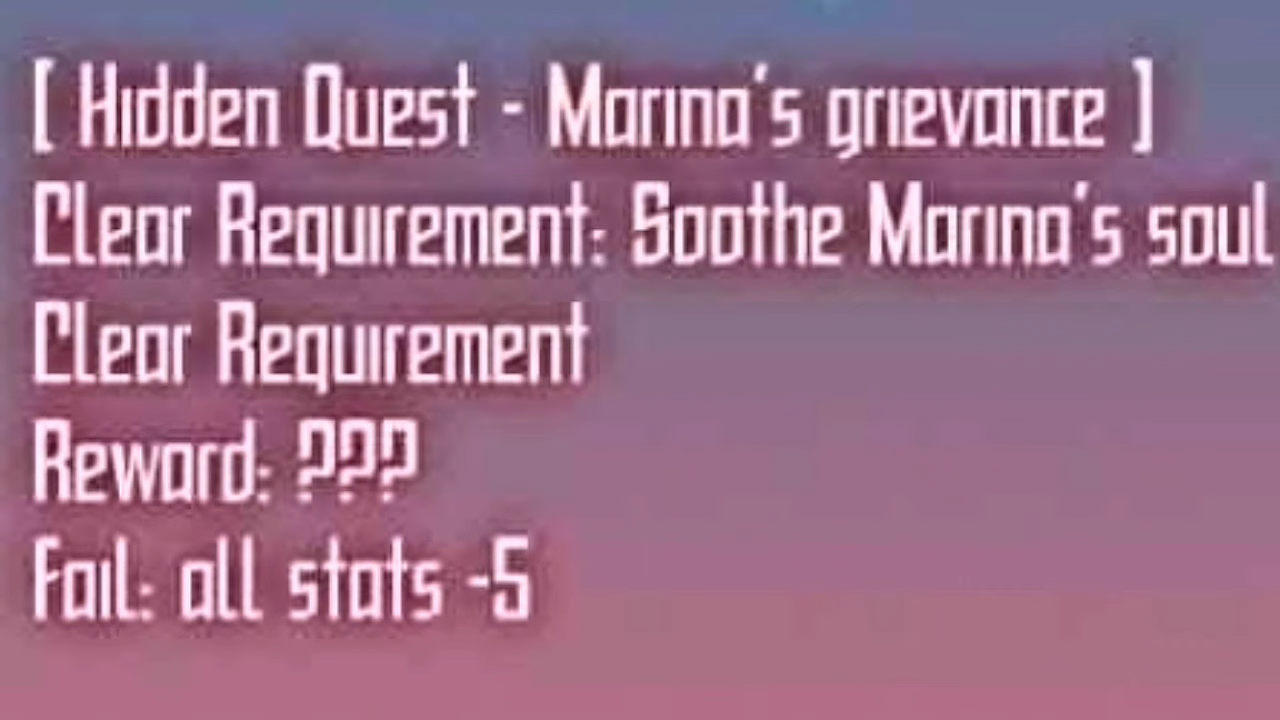 [ Hidden Quest - Marina's grievance ]
Clear Requirement: Soothe Marina's soul
Clear Requirement
Reward: ???
Fail: all stats -5